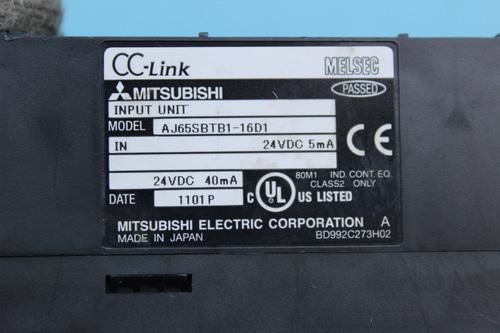 CC-Link MELSEC
MITSUBISHI PASSED
INPUT UNIT
MODEL AJ65SBTB1-16D1
IN 24VDC 5mA
24VDC 40mA
80M1 IND. CONT. EQ.
CLASS2 ONLY
DATE 1101P
C UL US LISTED
MITSUBISHI ELECTRIC CORPORATION A
MADE IN JAPAN BD992C273H02
CE